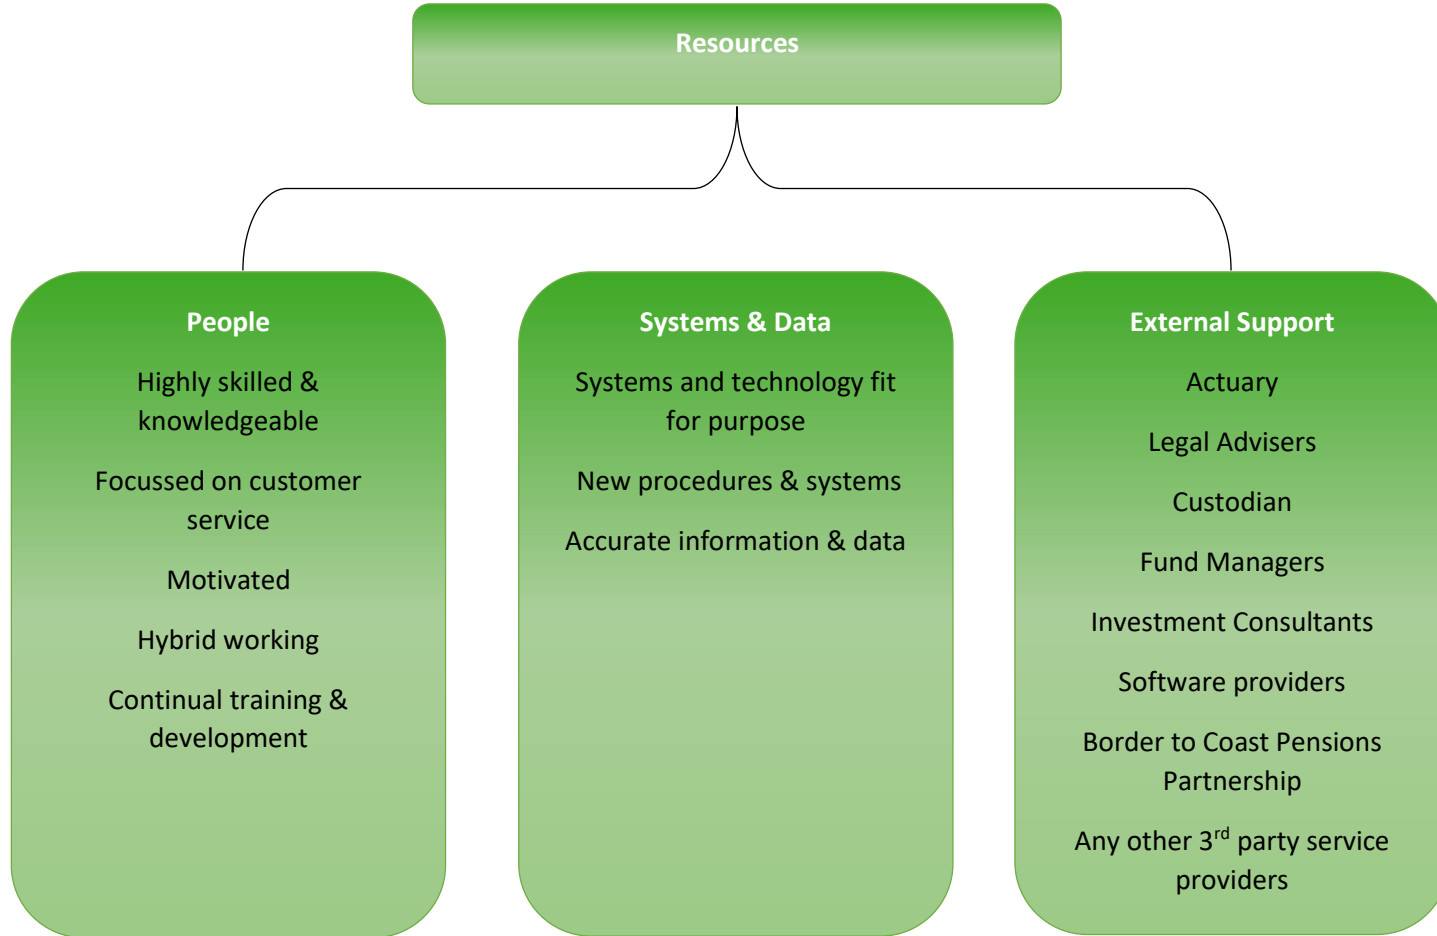 Resources
People
Highly skilled &
knowledgeable
Focussed on customer
service
Motivated
Hybrid working
Continual training &
development
Systems & Data
Systems and technology fit
for purpose
New procedures & systems
Accurate information & data
External Support
Actuary
Legal Advisers
Custodian
Fund Managers
Investment Consultants
Software providers
Border to Coast Pensions
Partnership
Any other 3rd party service
providers